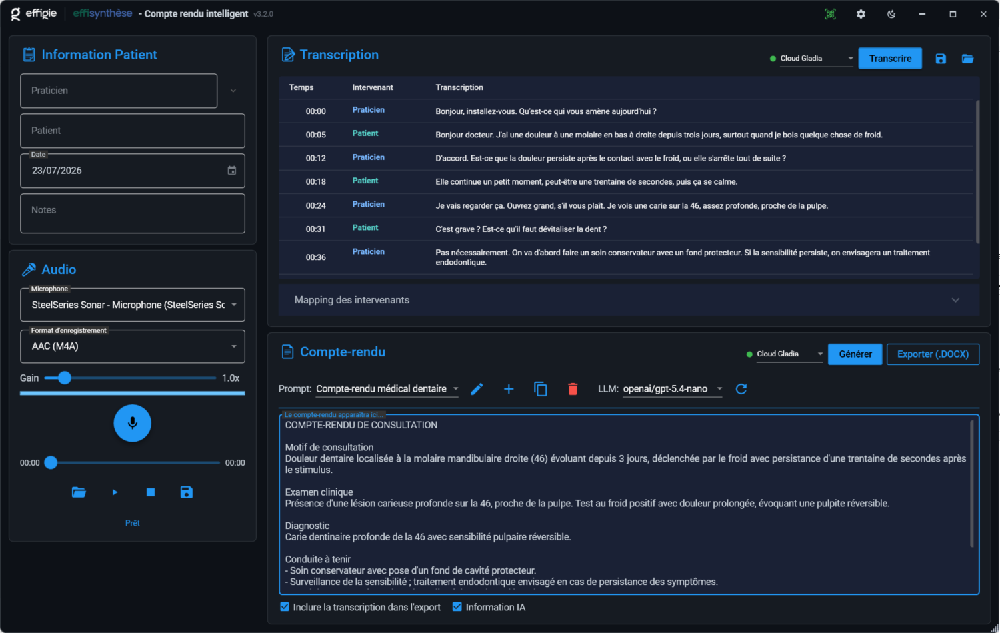 effigie effisynthèse - Compte rendu intelligent v3.2.0
Information Patient
Praticien
Patient
Date
23/07/2026
Notes
Audio
Microphone
SteelSeries Sonar - Microphone (SteelSeries Sc
Format d'enregistrement
AAC (M4A)
Gain 1.0x
00:00 00:00
Prêt
Transcription
Cloud Gladia Transcrire
Temps Intervenant Transcription
00:00 Praticien Bonjour, installez-vous. Qu'est-ce qui vous amène aujourd'hui ?
00:05 Patient Bonjour docteur. J'ai une douleur à une molaire en bas à droite depuis trois jours, surtout quand je bois quelque chose de froid.
00:12 Praticien D'accord. Est-ce que la douleur persiste après le contact avec le froid, ou elle s'arrête tout de suite ?
00:18 Patient Elle continue un petit moment, peut-être une trentaine de secondes, puis ça se calme.
00:24 Praticien Je vais regarder ça. Ouvrez grand, s'il vous plaît. Je vois une carie sur la 46, assez profonde, proche de la pulpe.
00:31 Patient C'est grave ? Est-ce qu'il faut dévitaliser la dent ?
00:36 Praticien Pas nécessairement. On va d'abord faire un soin conservateur avec un fond protecteur. Si la sensibilité persiste, on envisagera un traitement
endodontique.
Mapping des intervenants
Compte-rendu
Cloud Gladia Générer Exporter (.DOCX)
Prompt: Compte-rendu médical dentaire LLM: openai/gpt-5.4-nano
Le compte-rendu apparaîtra ici...
COMPTE-RENDU DE CONSULTATION
Motif de consultation
Douleur dentaire localisée à la molaire mandibulaire droite (46) évoluant depuis 3 jours, déclenchée par le froid avec persistance d'une trentaine de secondes après
le stimulus.
Examen clinique
Présence d'une lésion carieuse profonde sur la 46, proche de la pulpe. Test au froid positif avec douleur prolongée, évoquant une pulpite réversible.
Diagnostic
Carie dentinaire profonde de la 46 avec sensibilité pulpaire réversible.
Conduite à tenir
- Soin conservateur avec pose d'un fond de cavité protecteur.
- Surveillance de la sensibilité ; traitement endodontique envisagé en cas de persistance des symptômes.
Inclure la transcription dans l'export Information IA